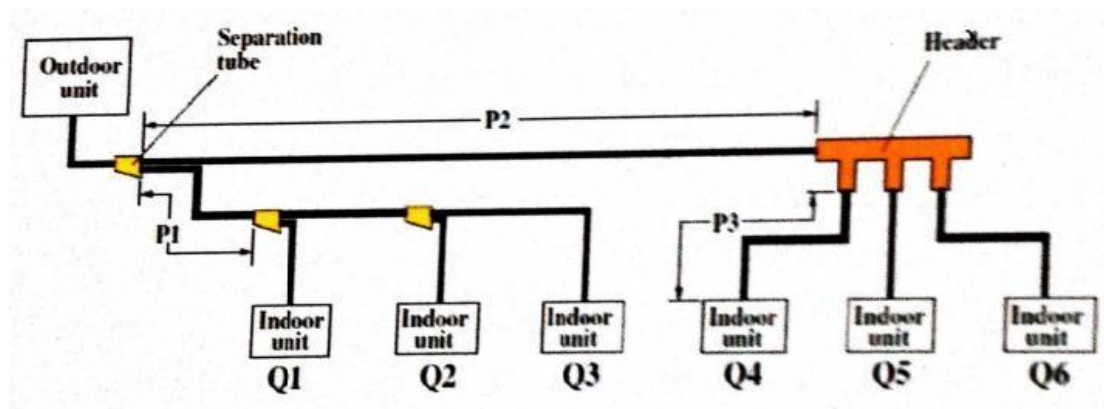 Separation
tube
Header
Outdoor
unit
P2
P1
P3
Indoor
unit
Indoor
unit
Indoor
unit
Indoor
unit
Indoor
unit
Indoor
unit
Q1
Q2
Q3
Q4
Q5
Q6